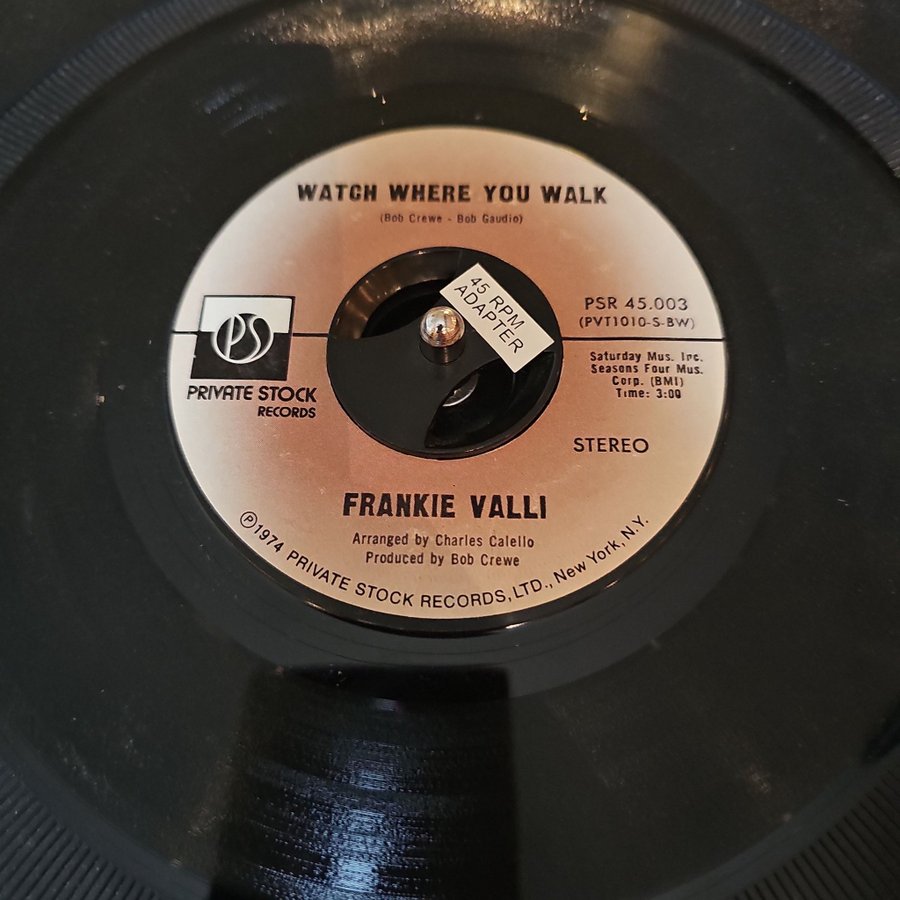 WATCH WHERE YOU WALK
(Bob Crewe - Bob Gaudio)
45 RPM
ADAPTER
PS
PRIVATE STOCK
RECORDS
PSR 45.003
(PVT1010-S-BW)
Saturday Mus. Inc.
Seasons Four Mus.
Corp. (BMI)
Time: 3:00
STEREO
FRANKIE VALLI
Arranged by Charles Calello
Produced by Bob Crewe
℗1974 PRIVATE STOCK RECORDS, LTD., New York, N.Y.